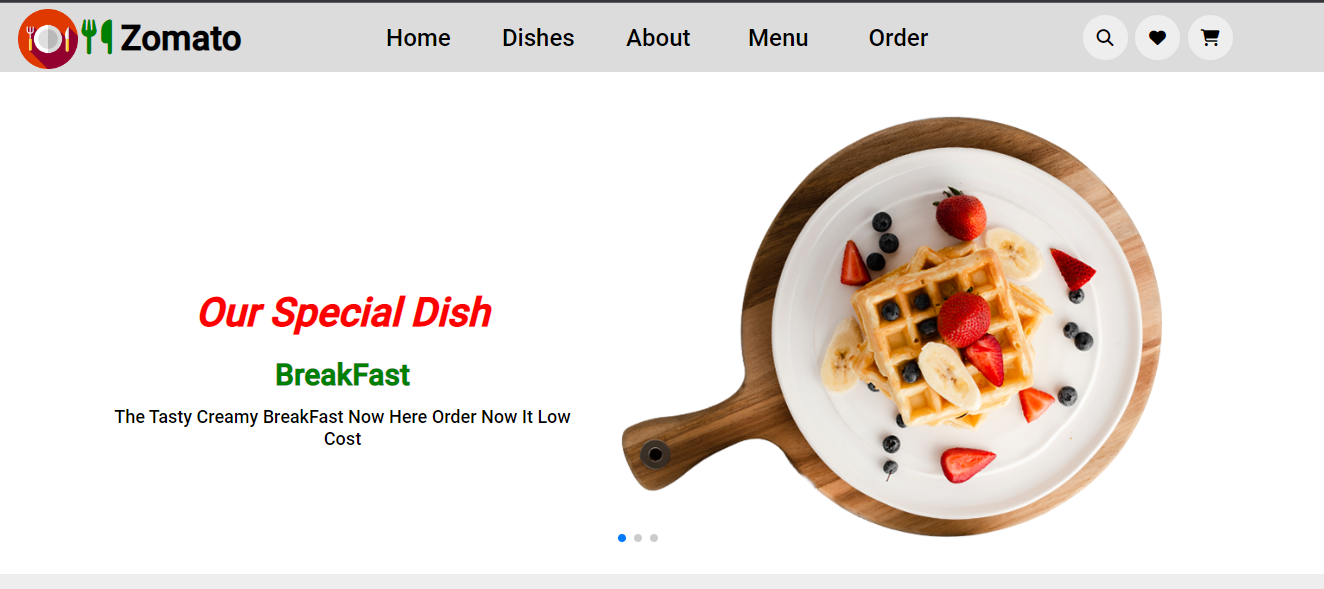 Zomato
Home
Dishes
About
Menu
Order
Our Special Dish
BreakFast
The Tasty Creamy BreakFast Now Here Order Now It Low
Cost